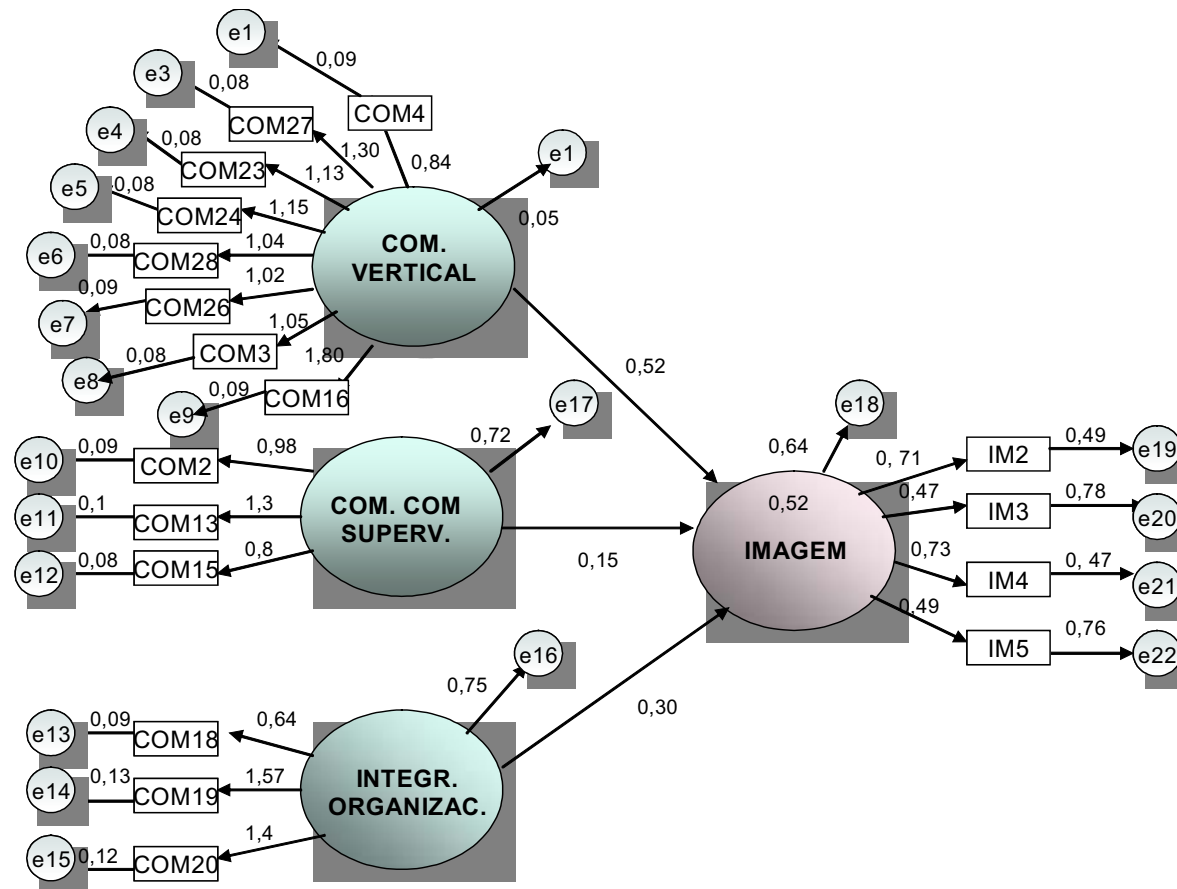 e1
0,09
e3
0,08
COM4
COM27
e4
0,08
1,30
0,84
e1
COM23
1,13
e5
0,08
COM24
1,15
0,05
e6
0,08
COM28
1,04
COM.
VERTICAL
e7
0,09
COM26
1,02
e8
0,08
COM3
1,05
e9
0,09
COM16
1,80
0,52
e17
e18
e10
0,09
COM2
0,98
0,72
0,64
e11
0,1
COM13
1,3
COM. COM
SUPERV.
e12
0,08
COM15
0,8
0,15
0,52
IMAGEM
0, 71
IM2
0,49
e19
0,47
IM3
0,78
e20
0,73
IM4
0, 47
e21
0,49
IM5
0,76
e22
e16
0,75
0,30
e13
0,09
COM18
0,64
e14
0,13
COM19
1,57
INTEGR.
ORGANIZAC.
e15
0,12
COM20
1,4